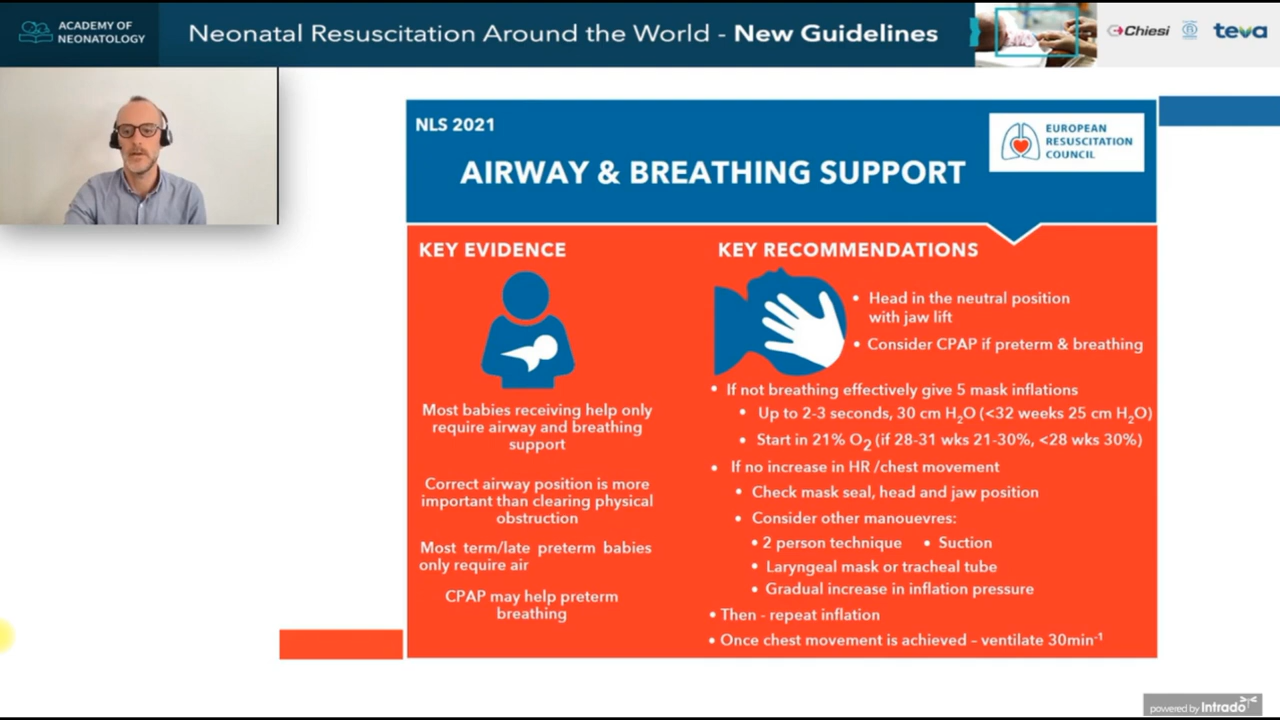 ACADEMY OF
NEONATOLOGY
Neonatal Resuscitation Around the World - New Guidelines
Chiesi
teva
NLS 2021
AIRWAY & BREATHING SUPPORT
EUROPEAN
RESUSCITATION
COUNCIL
KEY EVIDENCE
Most babies receiving help only
require airway and breathing
support
Correct airway position is more
important than clearing physical
obstruction
Most term/late preterm babies
only require air
CPAP may help preterm
breathing
KEY RECOMMENDATIONS
• Head in the neutral position
with jaw lift
• Consider CPAP if preterm & breathing
• If not breathing effectively give 5 mask inflations
• Up to 2-3 seconds, 30 cm H₂O (<32 weeks 25 cm H₂O)
• Start in 21% O₂ (if 28-31 wks 21-30%, <28 wks 30%)
• If no increase in HR /chest movement
• Check mask seal, head and jaw position
• Consider other manouevres:
• 2 person technique • Suction
• Laryngeal mask or tracheal tube
• Gradual increase in inflation pressure
• Then - repeat inflation
• Once chest movement is achieved – ventilate 30min⁻¹
powered by Intrado